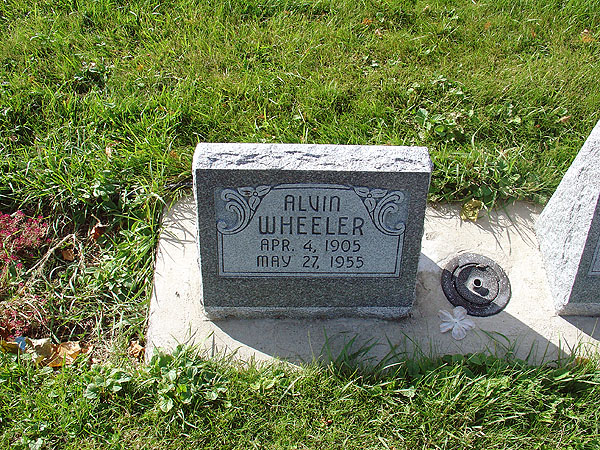 ALVIN
WHEELER
APR. 4, 1905
MAY 27, 1955